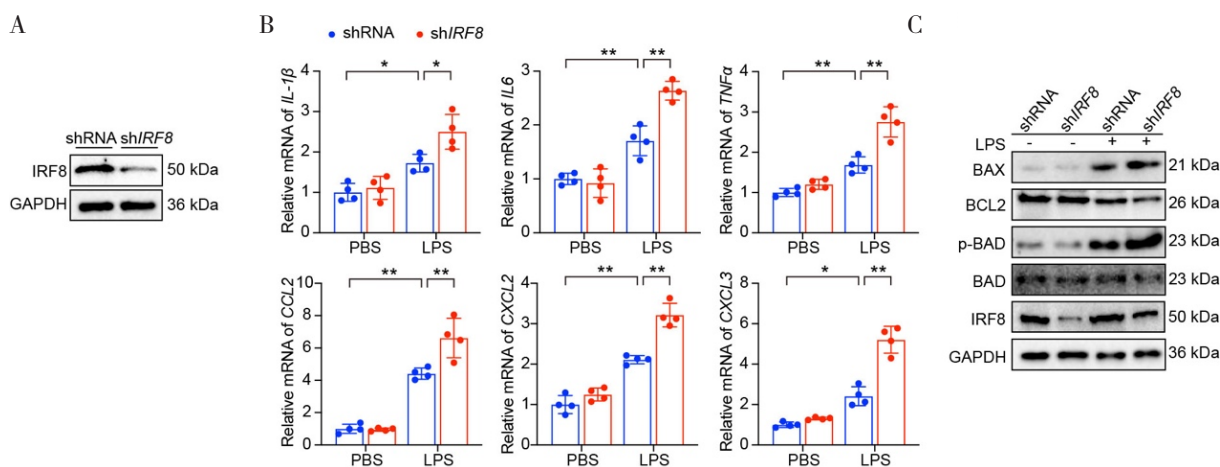 A
shRNA shIRF8
IRF8 50 kDa
GAPDH 36 kDa
B
shRNA shIRF8
Relative mRNA of IL-1β
4
3
2
1
0
* *
PBS LPS
Relative mRNA of IL6
4
3
2
1
0
** **
PBS LPS
Relative mRNA of TNFα
4
3
2
1
0
** **
PBS LPS
Relative mRNA of CCL2
10
8
6
4
2
0
** **
PBS LPS
Relative mRNA of CXCL2
4
3
2
1
0
** **
PBS LPS
Relative mRNA of CXCL3
8
6
4
2
0
* **
PBS LPS
C
shRNA shIRF8 shRNA shIRF8
LPS - - + +
BAX 21 kDa
BCL2 26 kDa
p-BAD 23 kDa
BAD 23 kDa
IRF8 50 kDa
GAPDH 36 kDa